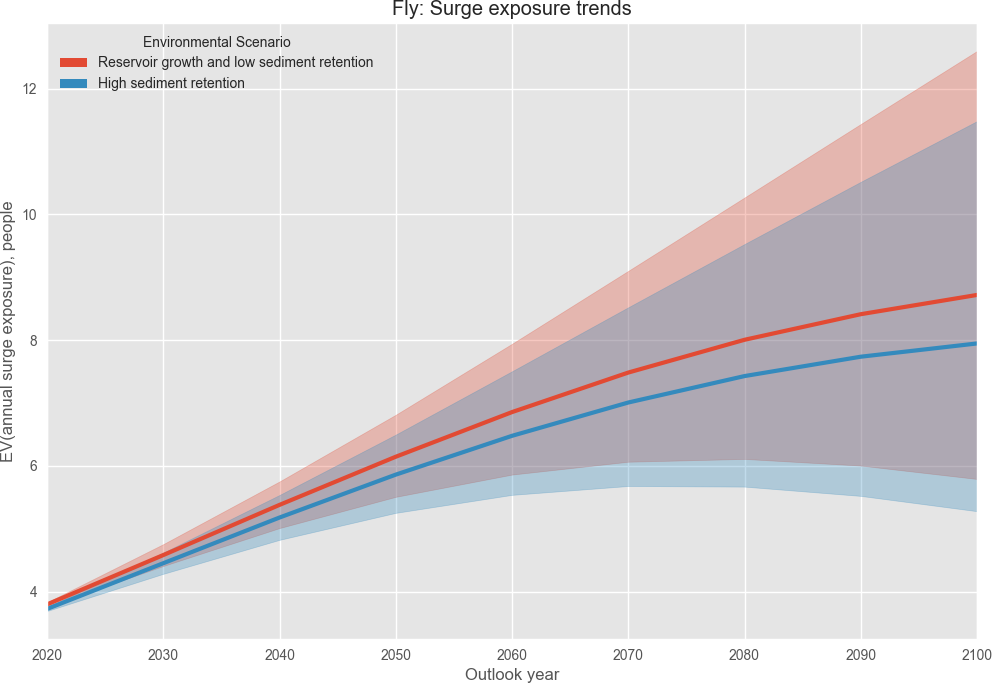 Fly: Surge exposure trends
Environmental Scenario
Reservoir growth and low sediment retention
High sediment retention
EV(annual surge exposure), people
12
10
8
6
4
2020 2030 2040 2050 2060 2070 2080 2090 2100
Outlook year